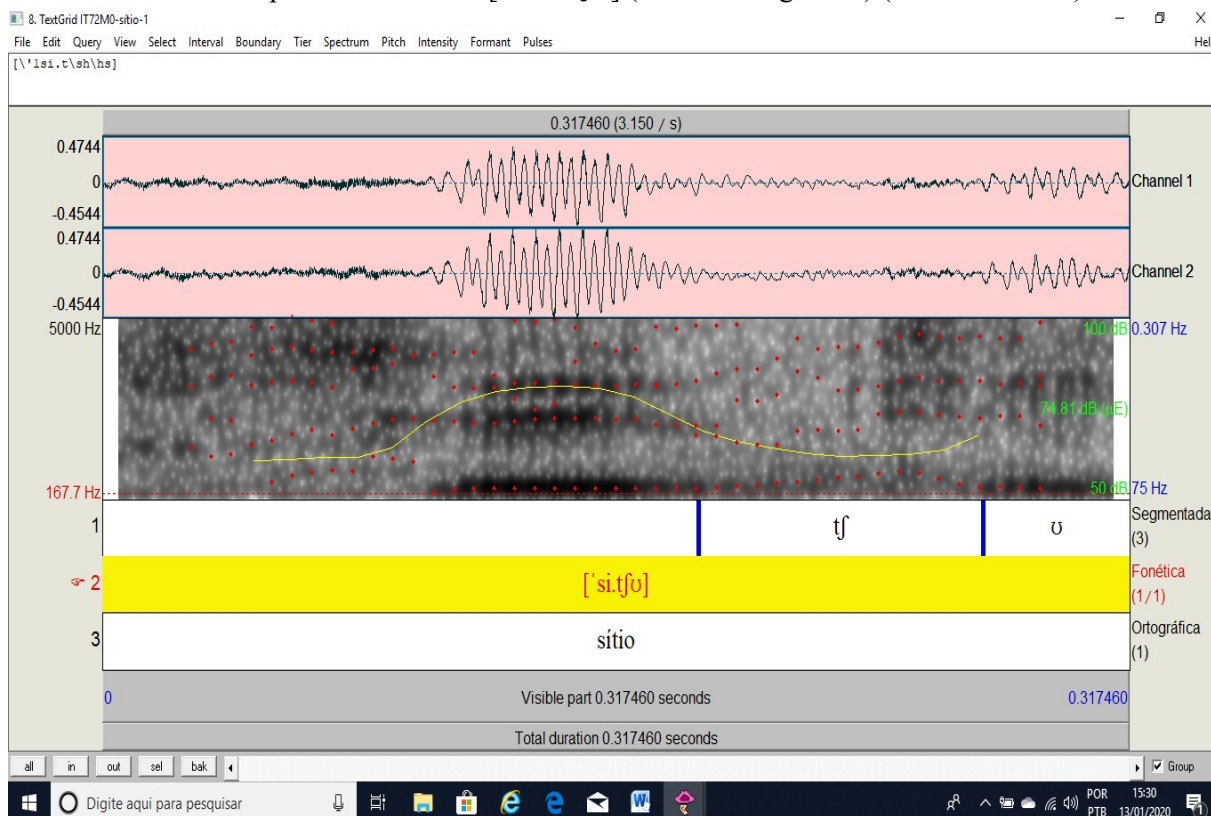 8. TextGrid IT72M0-sítio-1
File Edit Query View Select Interval Boundary Tier Spectrum Pitch Intensity Formant Pulses Hel
[\'1si.t\sh\hs]
0.317460 (3.150 / s)
0.4744
0
-0.4544
Channel 1
0.4744
0
-0.4544
Channel 2
5000 Hz
100 dB 0.307 Hz
74.81 dB (µE)
167.7 Hz
50 dB 75 Hz
1 tʃ ʊ Segmentada (3)
2 [ˈsi.tʃʊ] Fonética (1/1)
3 sítio Ortográfica (1)
0 Visible part 0.317460 seconds 0.317460
Total duration 0.317460 seconds
all in out sel bak Group
Digite aqui para pesquisar
POR 15:30
PTB 13/01/2020